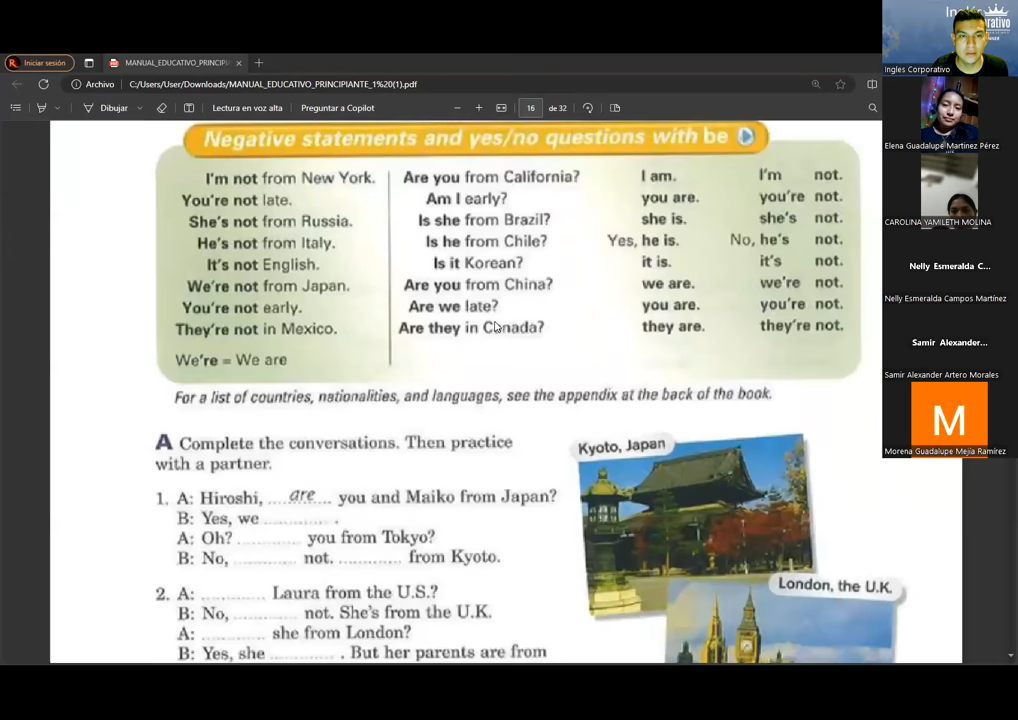 Iniciar sesión
MANUAL_EDUCATIVO_PRINCIPI
Archivo
C:/Users/User/Downloads/MANUAL_EDUCATIVO_PRINCIPIANTE_1%20(1).pdf
Dibujar
Lectura en voz alta
Preguntar a Copilot
16
de 32
Negative statements and yes/no questions with be
I'm not from New York.
You're not late.
She's not from Russia.
He's not from Italy.
It's not English.
We're not from Japan.
You're not early.
They're not in Mexico.
We're = We are
Are you from California?
Am I early?
Is she from Brazil?
Is he from Chile?
Is it Korean?
Are you from China?
Are we late?
Are they in Canada?
I am.
you are.
she is.
Yes, he is.
it is.
we are.
you are.
they are.
I'm not.
you're not.
she's not.
No, he's not.
it's not.
we're not.
you're not.
they're not.
For a list of countries, nationalities, and languages, see the appendix at the back of the book.
A Complete the conversations. Then practice
with a partner.
1. A: Hiroshi, ....are.... you and Maiko from Japan?
B: Yes, we ............ .
A: Oh? ............ you from Tokyo?
B: No, ............ not. ............ from Kyoto.
2. A: ............ Laura from the U.S.?
B: No, ............ not. She's from the U.K.
A: ............ she from London?
B: Yes, she ............ . But her parents are from
Kyoto, Japan
London, the U.K.
Ingles Corporativo
Elena Guadalupe Martinez Pérez
CAROLINA YAMILETH MOLINA
Nelly Esmeralda C...
Nelly Esmeralda Campos Martínez
Samir Alexander...
Samir Alexander Artero Morales
M
Morena Guadalupe Mejia Ramírez